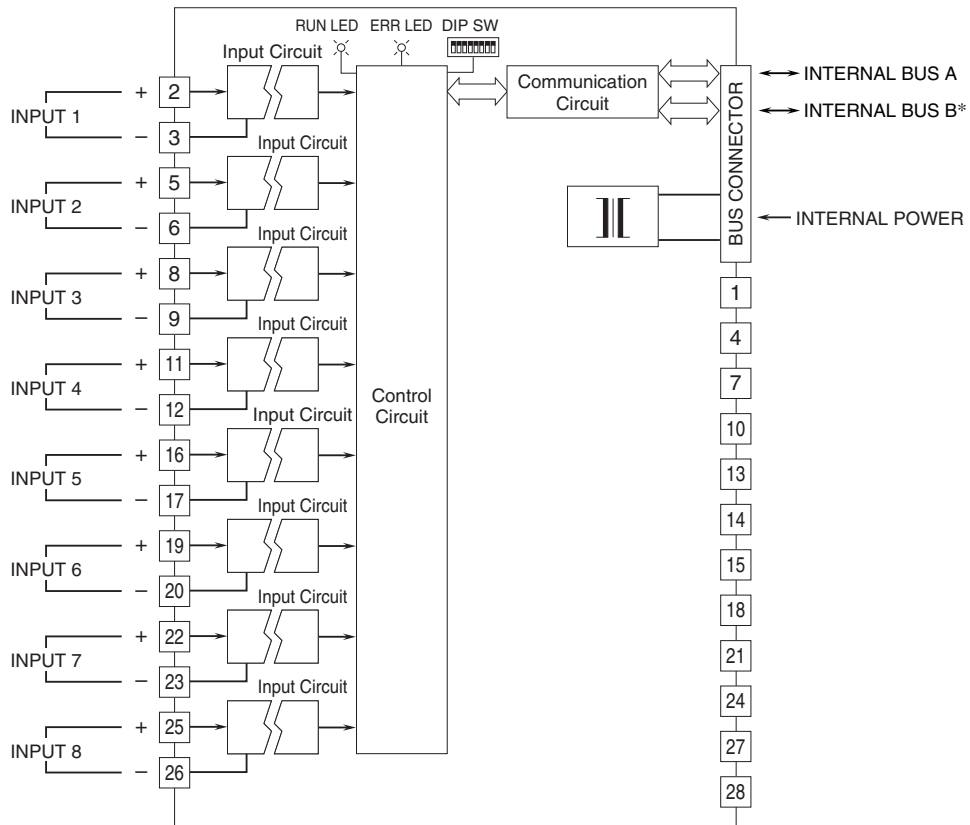 RUN LED ERR LED DIP SW
Input Circuit
INPUT 1
+ 2
− 3
Input Circuit
INPUT 2
+ 5
− 6
Input Circuit
INPUT 3
+ 8
− 9
Input Circuit
INPUT 4
+ 11
− 12
Input Circuit
INPUT 5
+ 16
− 17
Input Circuit
INPUT 6
+ 19
− 20
Input Circuit
INPUT 7
+ 22
− 23
Input Circuit
INPUT 8
+ 25
− 26
Control
Circuit
Communication
Circuit
BUS CONNECTOR
INTERNAL BUS A
INTERNAL BUS B*
INTERNAL POWER
1
4
7
10
13
14
15
18
21
24
27
28